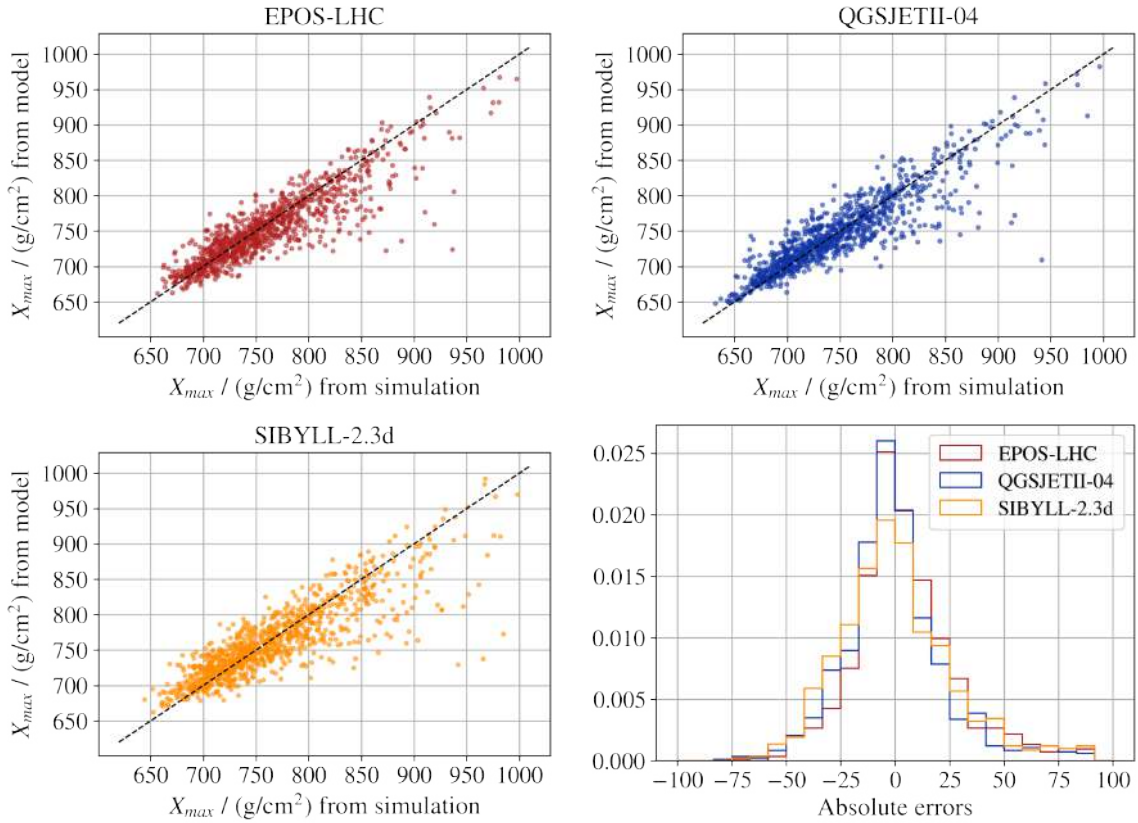 EPOS-LHC
X_max / (g/cm²) from model
1000
950
900
850
800
750
700
650
650 700 750 800 850 900 950 1000
X_max / (g/cm²) from simulation
QGSJETII-04
X_max / (g/cm²) from model
1000
950
900
850
800
750
700
650
650 700 750 800 850 900 950 1000
X_max / (g/cm²) from simulation
SIBYLL-2.3d
X_max / (g/cm²) from model
1000
950
900
850
800
750
700
650
650 700 750 800 850 900 950 1000
X_max / (g/cm²) from simulation
EPOS-LHC
QGSJETII-04
SIBYLL-2.3d
0.025
0.020
0.015
0.010
0.005
0.000
−100 −75 −50 −25 0 25 50 75 100
Absolute errors